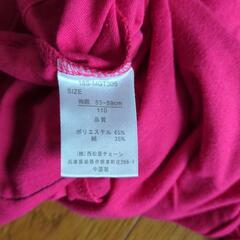 SIZE
胸囲 53-59cm
110
品質
ポリエステル 65%
綿 35%
(株)西松屋チェーン
中国製